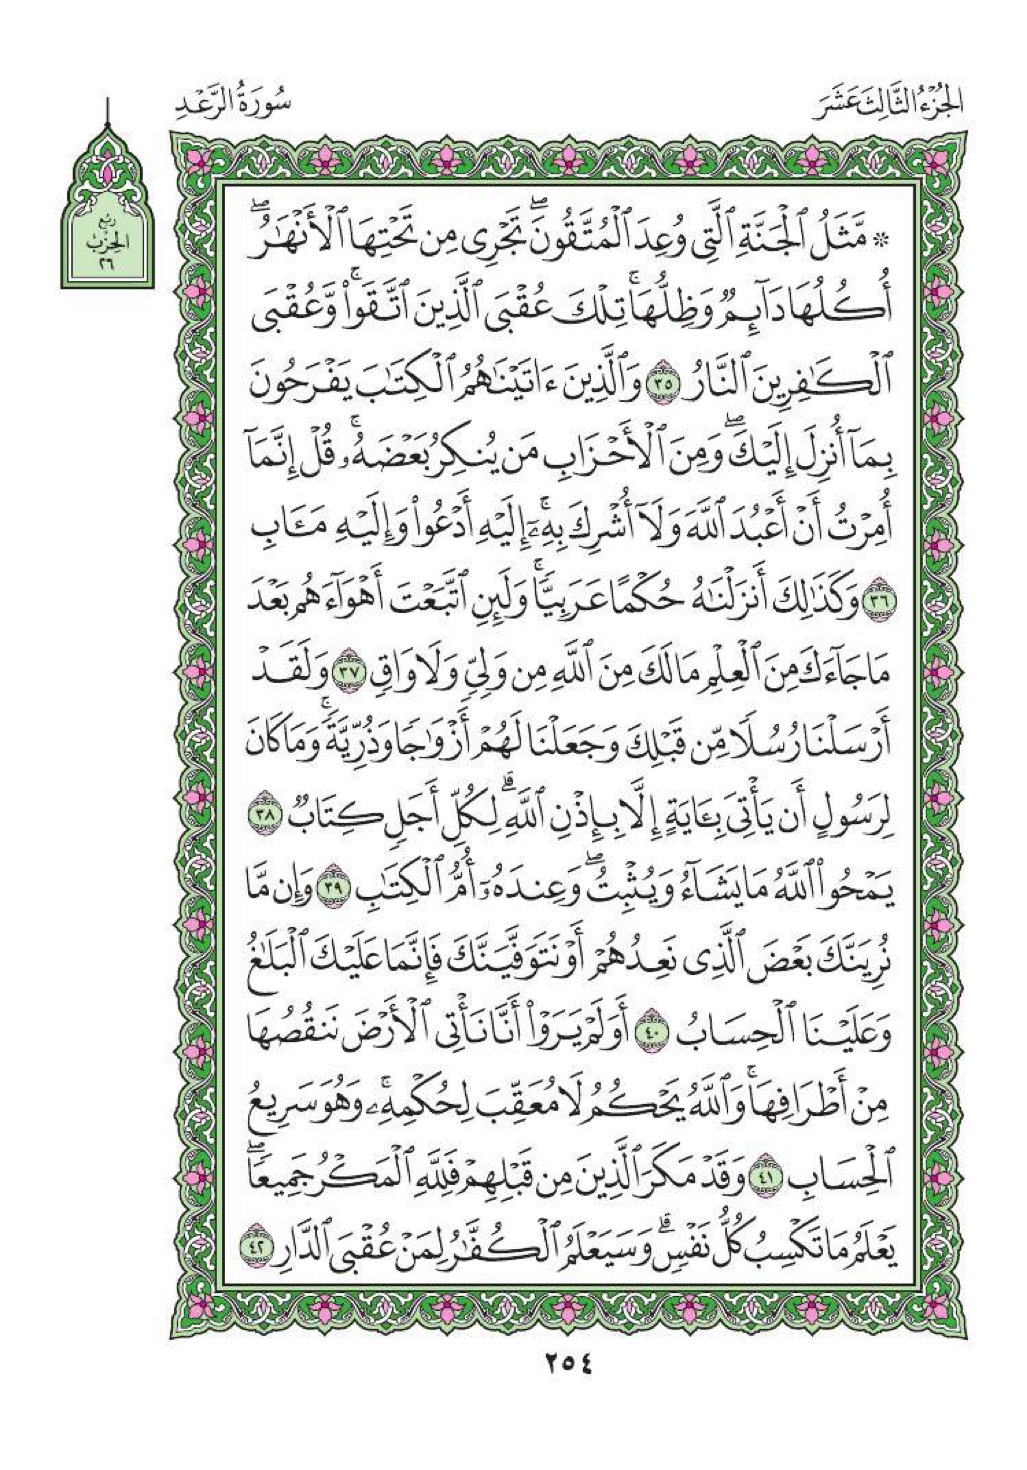 الجُزْءُ الثَّالِثَ عَشَرَ
سُورَةُ الرَّعْدِ
رُبْع
الحِزْب
٢٦
۞ مَّثَلُ ٱلْجَنَّةِ ٱلَّتِى وُعِدَ ٱلْمُتَّقُونَ ۖ تَجْرِى مِن تَحْتِهَا ٱلْأَنْهَٰرُ ۖ
أُكُلُهَا دَآئِمٌ وَظِلُّهَا ۚ تِلْكَ عُقْبَى ٱلَّذِينَ ٱتَّقَوا۟ ۚ وَّعُقْبَى
ٱلْكَٰفِرِينَ ٱلنَّارُ ٣٥ وَٱلَّذِينَ ءَاتَيْنَٰهُمُ ٱلْكِتَٰبَ يَفْرَحُونَ
بِمَآ أُنزِلَ إِلَيْكَ ۖ وَمِنَ ٱلْأَحْزَابِ مَن يُنكِرُ بَعْضَهُۥ ۚ قُلْ إِنَّمَآ
أُمِرْتُ أَنْ أَعْبُدَ ٱللَّهَ وَلَآ أُشْرِكَ بِهِۦٓ ۚ إِلَيْهِ أَدْعُوا۟ وَإِلَيْهِ مَـَٔابِ
٣٦ وَكَذَٰلِكَ أَنزَلْنَٰهُ حُكْمًا عَرَبِيًّا ۚ وَلَئِنِ ٱتَّبَعْتَ أَهْوَآءَهُم بَعْدَ
مَا جَآءَكَ مِنَ ٱلْعِلْمِ مَا لَكَ مِنَ ٱللَّهِ مِن وَلِىٍّ وَلَا وَاقٍ ٣٧ وَلَقَدْ
أَرْسَلْنَا رُسُلًا مِّن قَبْلِكَ وَجَعَلْنَا لَهُمْ أَزْوَٰجًا وَذُرِّيَّةً ۚ وَمَا كَانَ
لِرَسُولٍ أَن يَأْتِىَ بِـَٔايَةٍ إِلَّا بِإِذْنِ ٱللَّهِ ۗ لِكُلِّ أَجَلٍ كِتَابٌ ٣٨
يَمْحُوا۟ ٱللَّهُ مَا يَشَآءُ وَيُثْبِتُ ۖ وَعِندَهُۥٓ أُمُّ ٱلْكِتَٰبِ ٣٩ وَإِن مَّا
نُرِيَنَّكَ بَعْضَ ٱلَّذِى نَعِدُهُمْ أَوْ نَتَوَفَّيَنَّكَ فَإِنَّمَا عَلَيْكَ ٱلْبَلَٰغُ
وَعَلَيْنَا ٱلْحِسَابُ ٤٠ أَوَلَمْ يَرَوْا۟ أَنَّا نَأْتِى ٱلْأَرْضَ نَنقُصُهَا
مِنْ أَطْرَافِهَا ۚ وَٱللَّهُ يَحْكُمُ لَا مُعَقِّبَ لِحُكْمِهِۦ ۚ وَهُوَ سَرِيعُ
ٱلْحِسَابِ ٤١ وَقَدْ مَكَرَ ٱلَّذِينَ مِن قَبْلِهِمْ فَلِلَّهِ ٱلْمَكْرُ جَمِيعًا ۖ
يَعْلَمُ مَا تَكْسِبُ كُلُّ نَفْسٍ ۗ وَسَيَعْلَمُ ٱلْكُفَّٰرُ لِمَنْ عُقْبَى ٱلدَّارِ ٤٢
٢٥٤